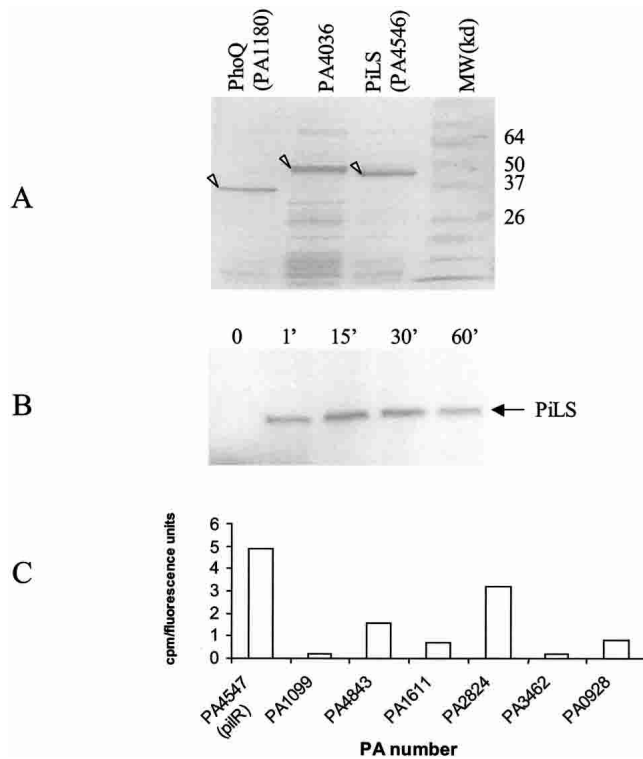 PhoQ
(PA1180)
PA4036
PiLS
(PA4546)
MW(kd)
A
64
50
37
26
B
0 1’ 15’ 30’ 60’
PiLS
C
cpm/fluorescence units
6
5
4
3
2
1
0
PA4547
(pilR)
PA1099
PA4843
PA1611
PA2824
PA3462
PA0928
PA number